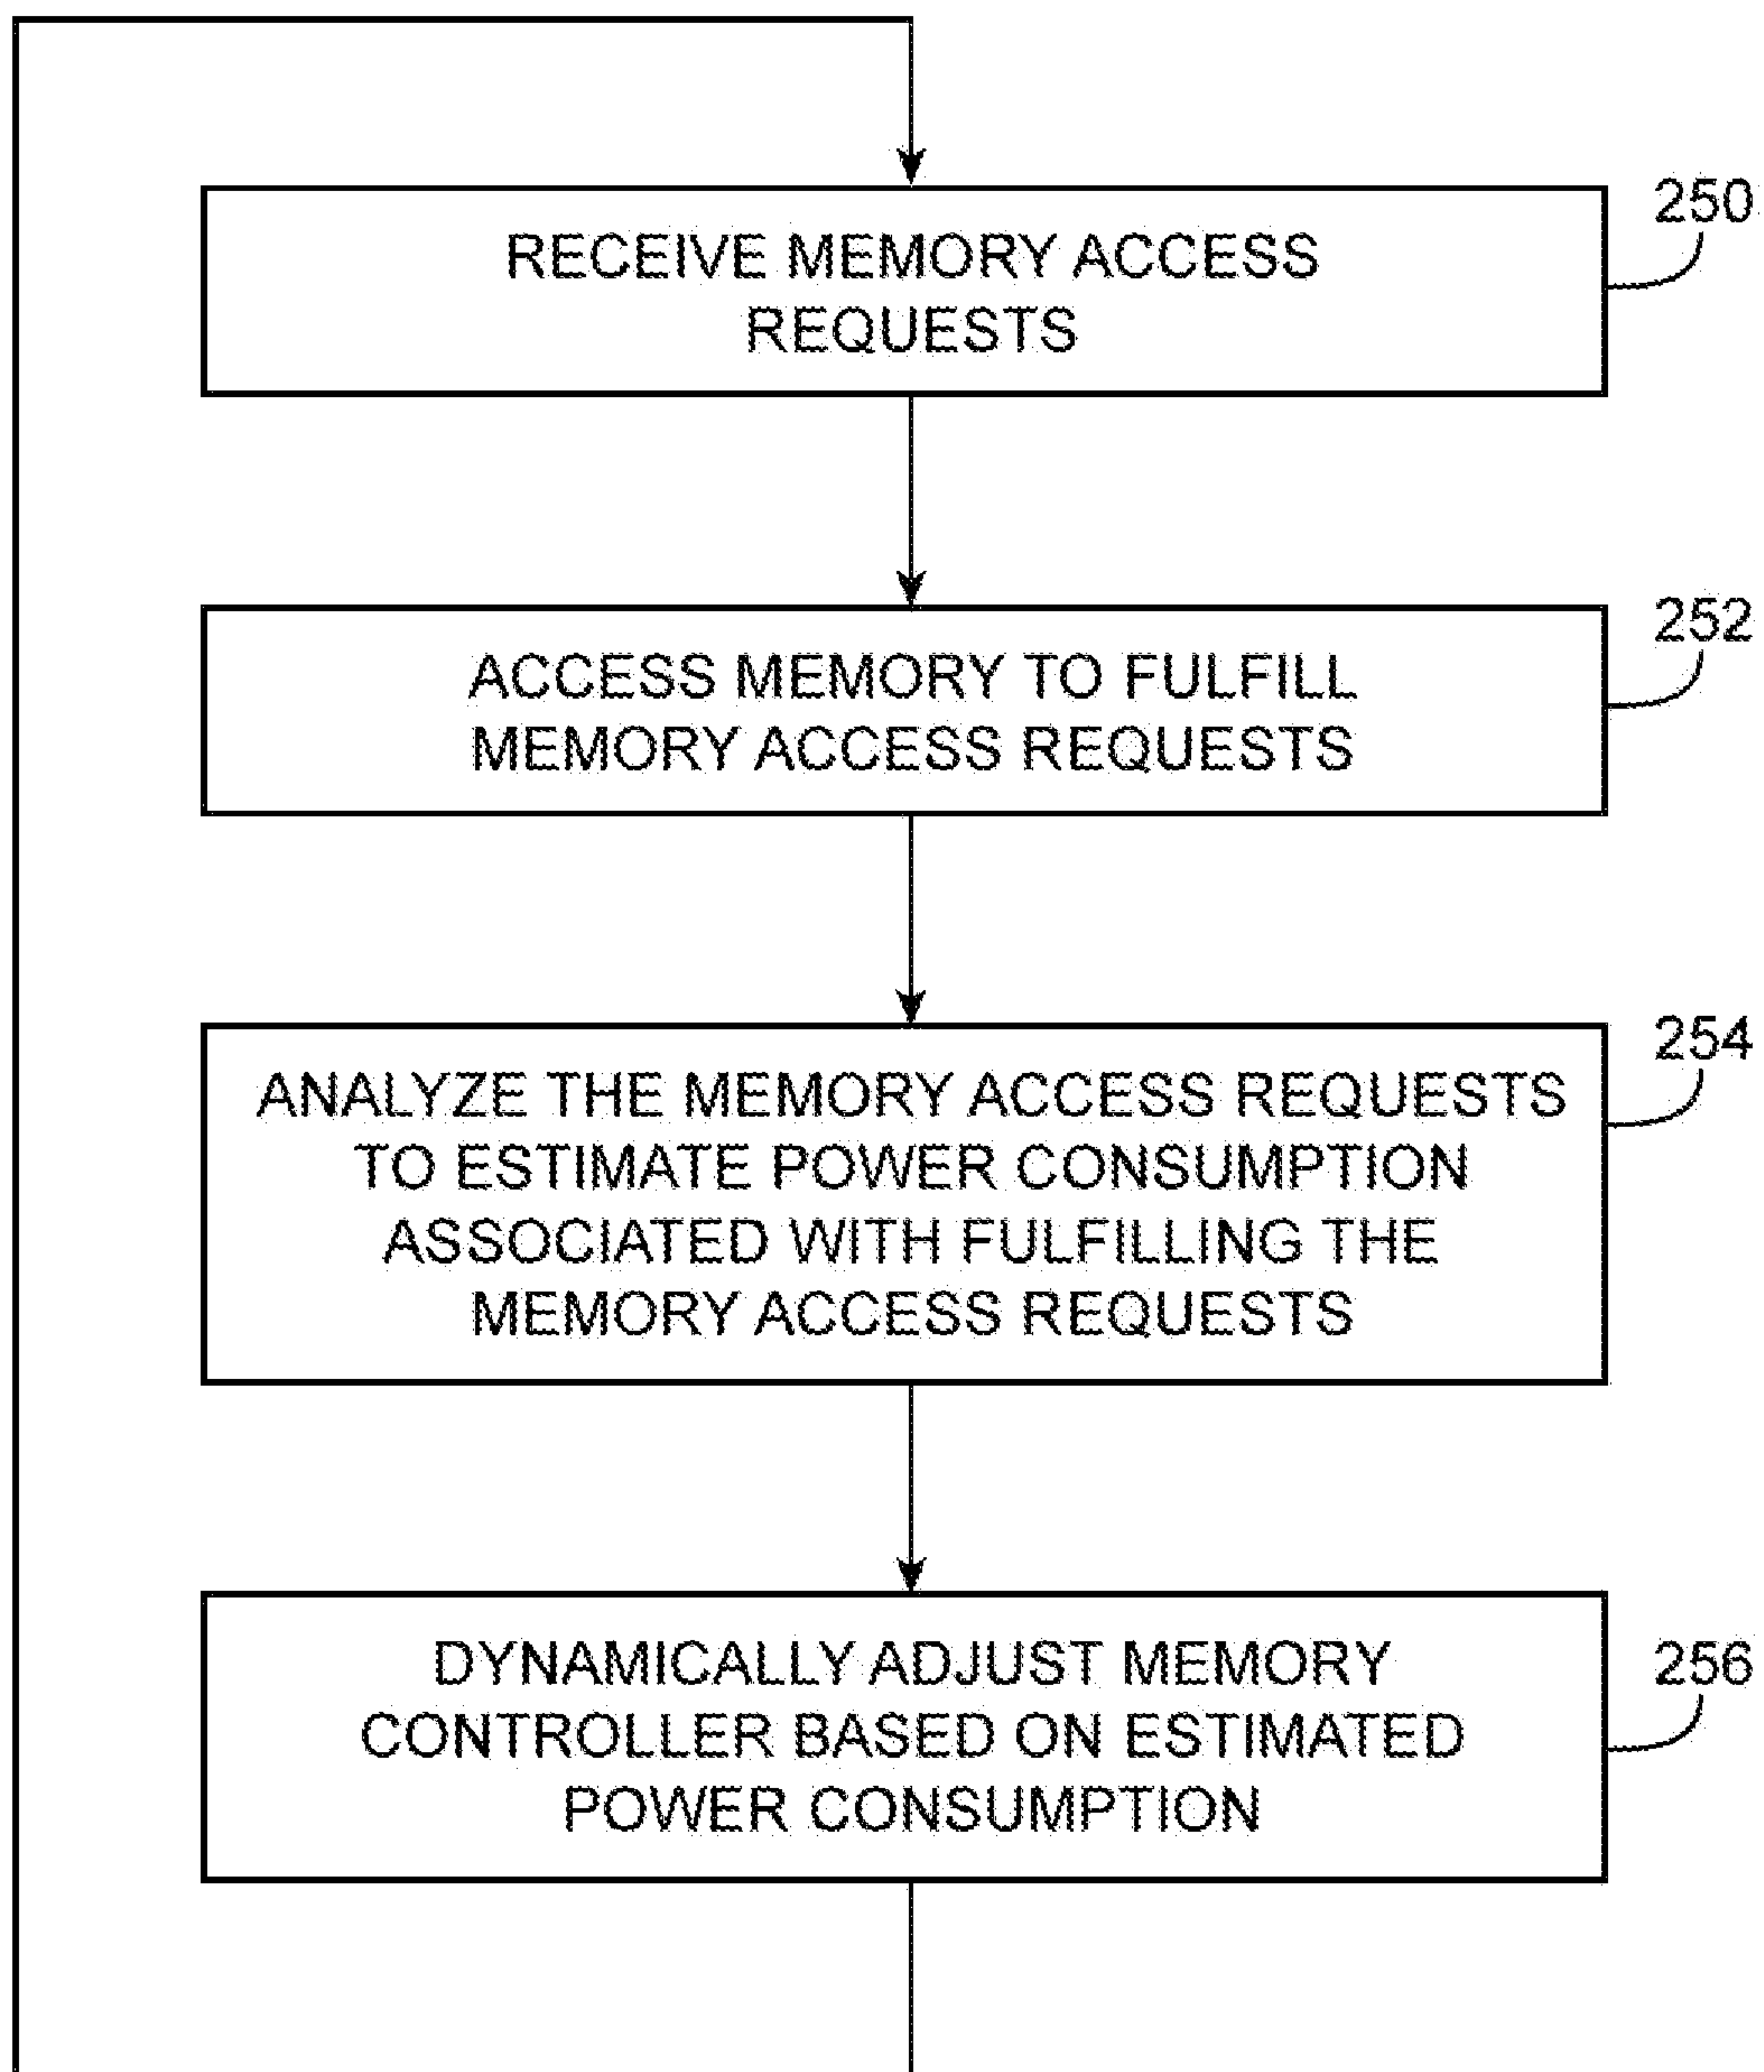 250
RECEIVE MEMORY ACCESS
REQUESTS
252
ACCESS MEMORY TO FULFILL
MEMORY ACCESS REQUESTS
254
ANALYZE THE MEMORY ACCESS REQUESTS
TO ESTIMATE POWER CONSUMPTION
ASSOCIATED WITH FULFILLING THE
MEMORY ACCESS REQUESTS
256
DYNAMICALLY ADJUST MEMORY
CONTROLLER BASED ON ESTIMATED
POWER CONSUMPTION